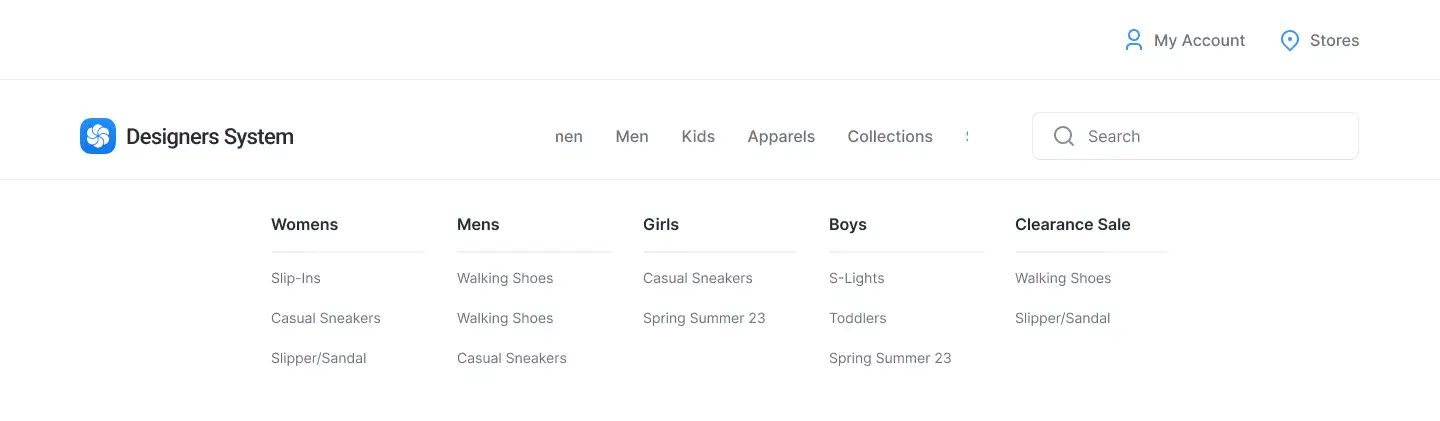 My Account Stores
Designers System nen Men Kids Apparels Collections Search
Womens Mens Girls Boys Clearance Sale
Slip-Ins Walking Shoes Casual Sneakers S-Lights Walking Shoes
Casual Sneakers Walking Shoes Spring Summer 23 Toddlers Slipper/Sandal
Slipper/Sandal Casual Sneakers Spring Summer 23